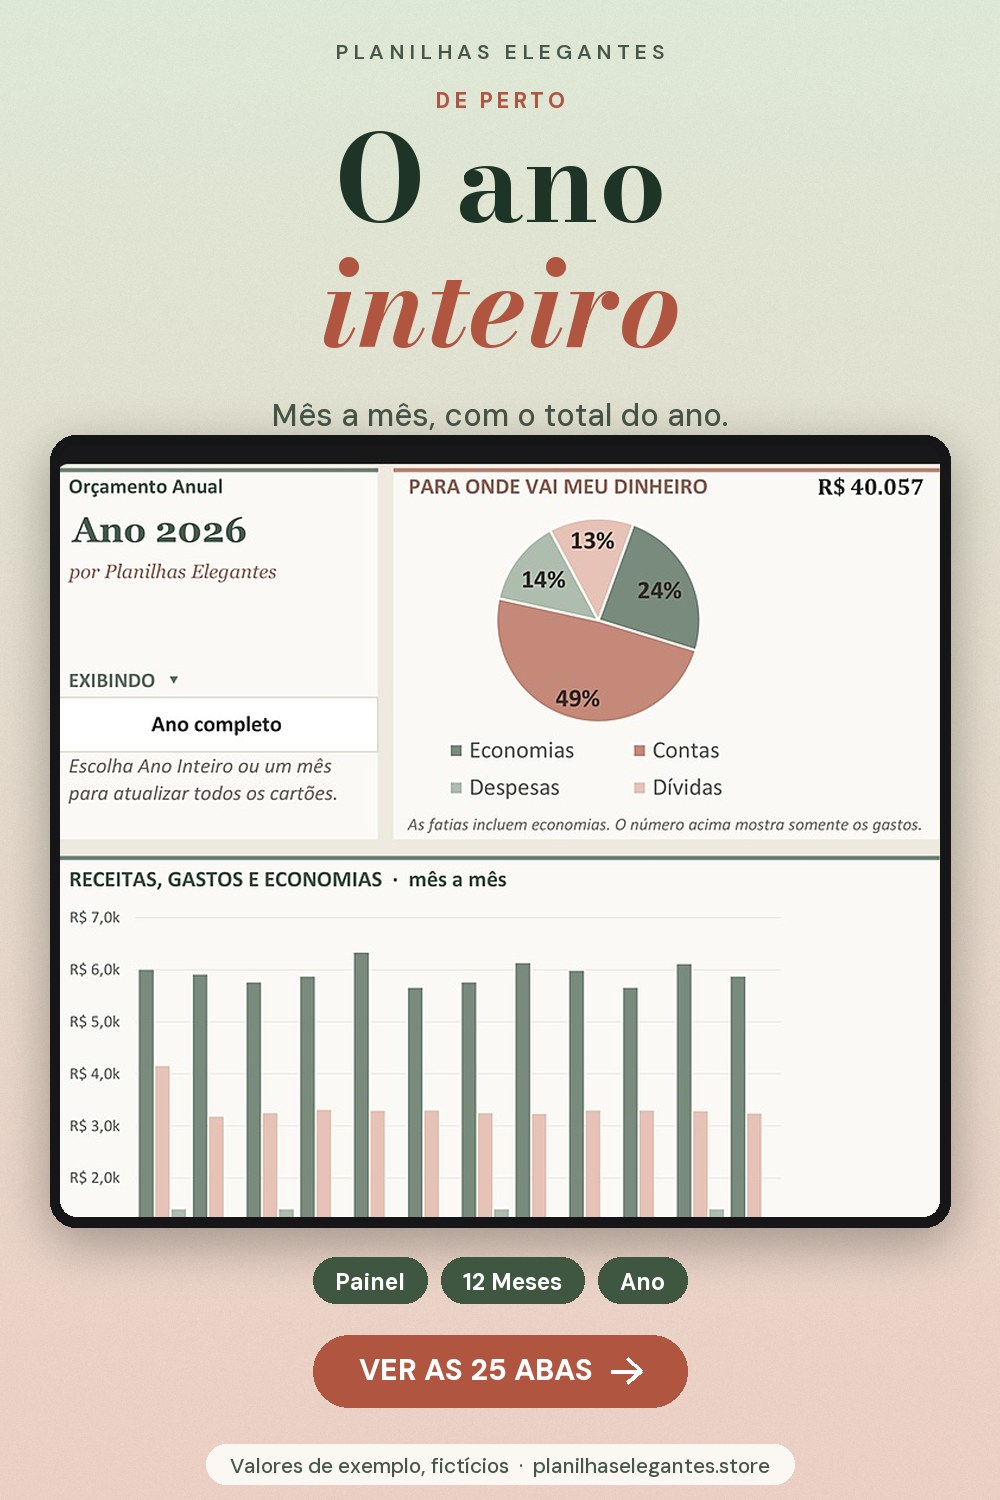 PLANILHAS ELEGANTES
DE PERTO
O ano
inteiro
Mês a mês, com o total do ano.
Orçamento Anual
Ano 2026
por Planilhas Elegantes
EXIBINDO ▼
Ano completo
Escolha Ano Inteiro ou um mês
para atualizar todos os cartões.
PARA ONDE VAI MEU DINHEIRO R$ 40.057
13%
14%
24%
49%
Economias Contas
Despesas Dívidas
As fatias incluem economias. O número acima mostra somente os gastos.
RECEITAS, GASTOS E ECONOMIAS · mês a mês
R$ 7,0k
R$ 6,0k
R$ 5,0k
R$ 4,0k
R$ 3,0k
R$ 2,0k
Painel 12 Meses Ano
VER AS 25 ABAS →
Valores de exemplo, fictícios · planilhaselegantes.store